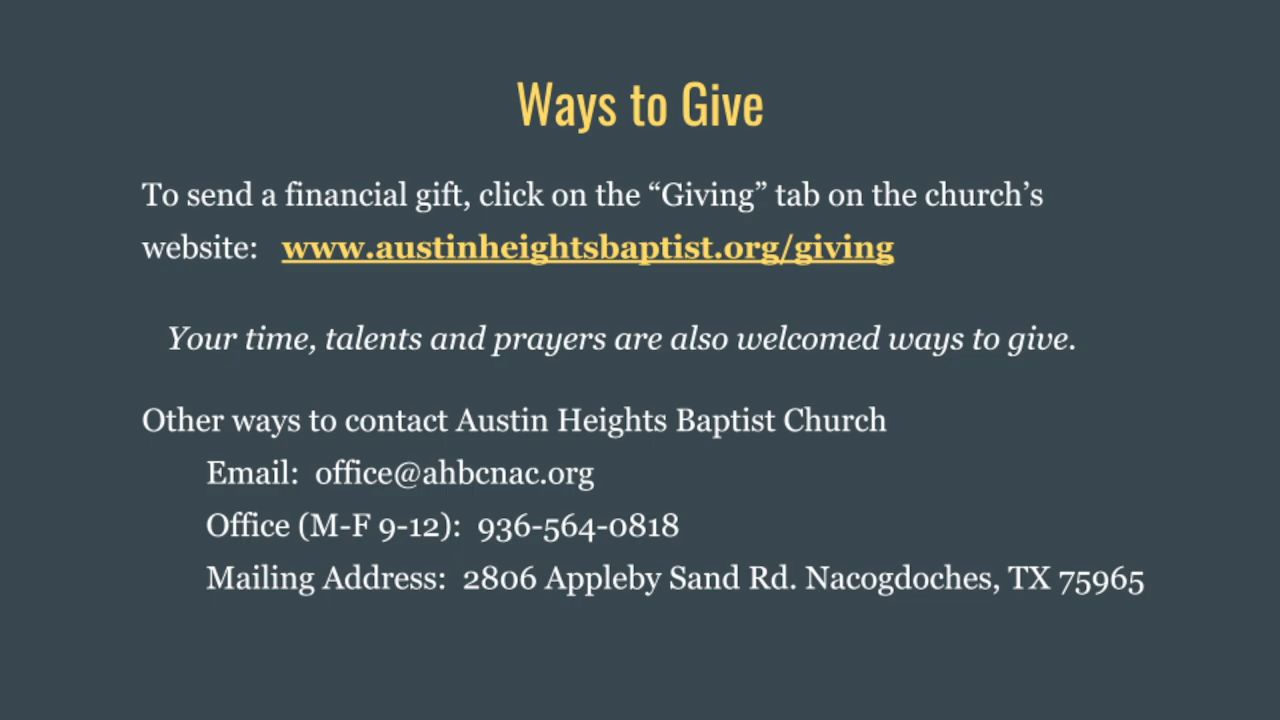 Ways to Give
To send a financial gift, click on the “Giving” tab on the church’s
website: www.austinheightsbaptist.org/giving
Your time, talents and prayers are also welcomed ways to give.
Other ways to contact Austin Heights Baptist Church
Email: office@ahbcnac.org
Office (M-F 9-12): 936-564-0818
Mailing Address: 2806 Appleby Sand Rd. Nacogdoches, TX 75965